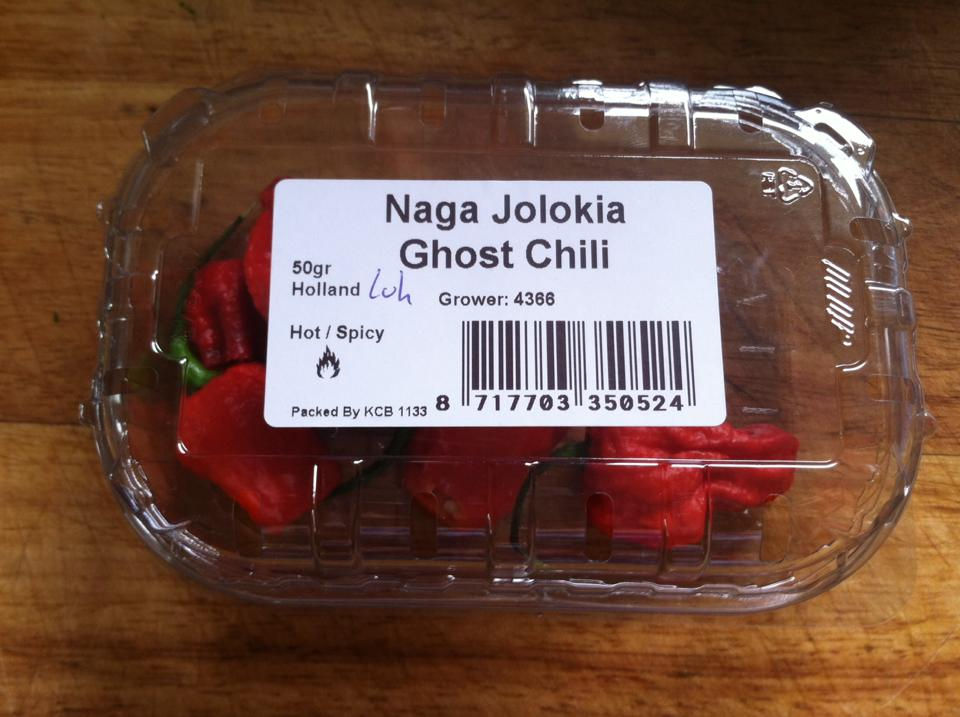 Naga Jolokia
Ghost Chili
50gr
Holland
Grower: 4366
Hot / Spicy
Packed By KCB 1133
8 717703 350524